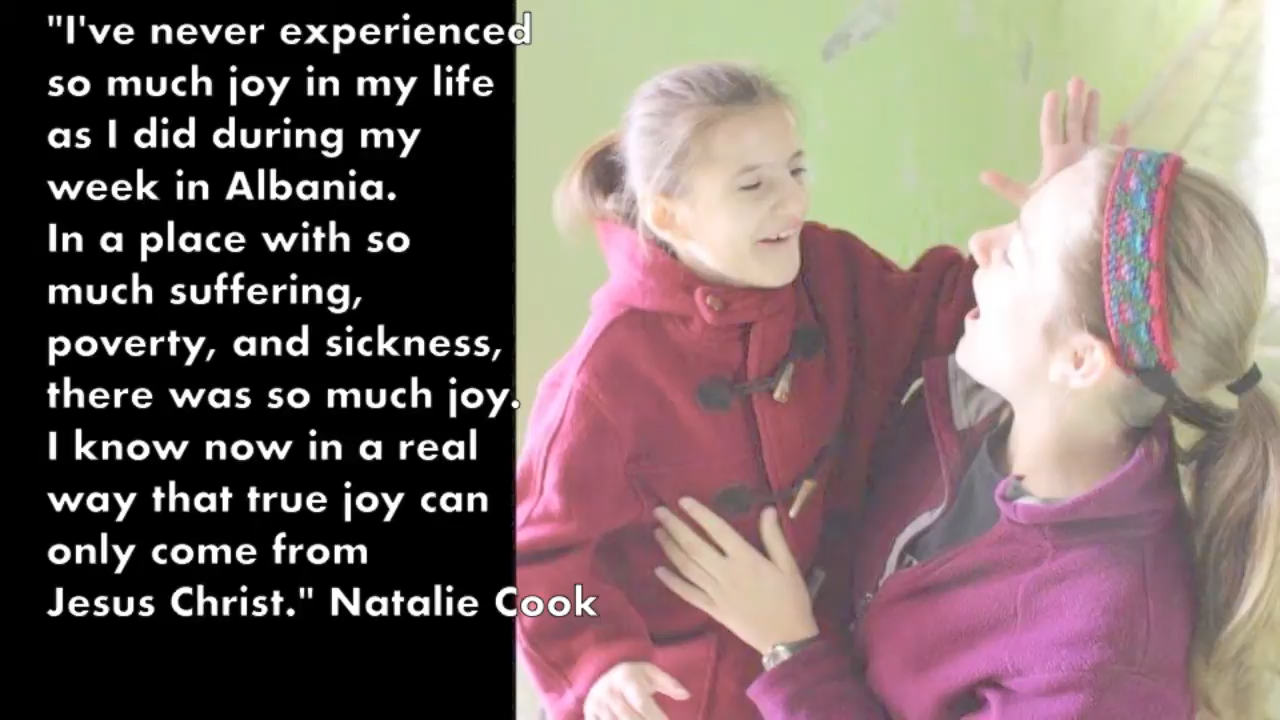 "I've never experienced
so much joy in my life
as I did during my
week in Albania.
In a place with so
much suffering,
poverty, and sickness,
there was so much joy.
I know now in a real
way that true joy can
only come from
Jesus Christ." Natalie Cook